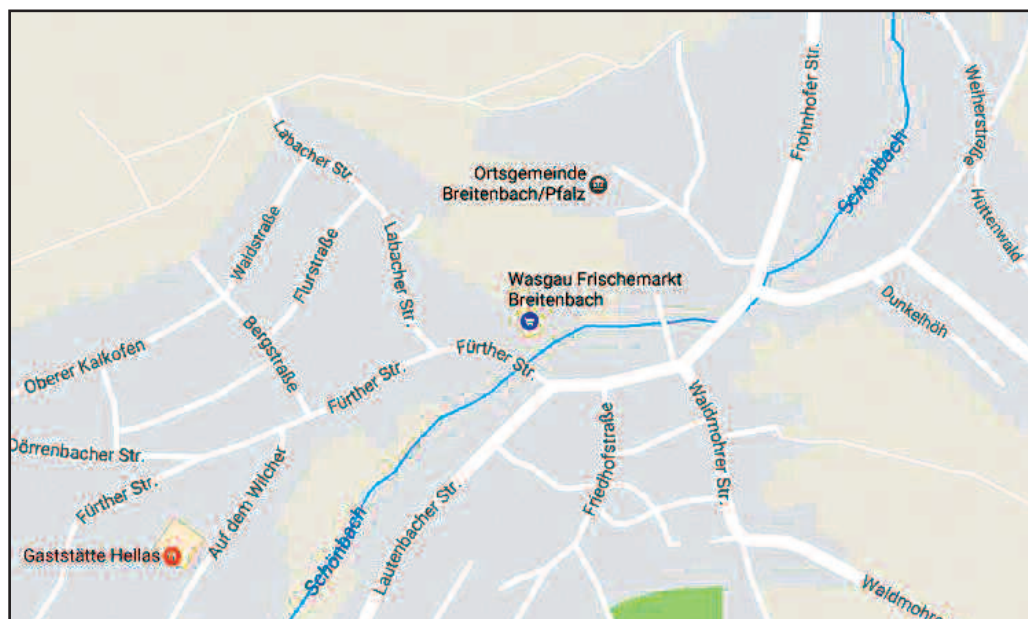 Frohnhofer Str.
Weiherstraße
Labacher Str.
Ortsgemeinde
Breitenbach/Pfalz
Schönbach
Hüttenwald
Waldstraße
Flurstraße
Labacher Str.
Wasgau Frischemarkt
Breitenbach
Dunkelhöh
Bergstraße
Oberer Kalkofen
Fürther Str.
Fürther Str.
Waldmohrer Str.
Friedhofstraße
Dörrenbacher Str.
Fürther Str.
Auf dem Wilcher
Lautenbacher Str.
Schönbach
Gaststätte Hellas
Waldmohre